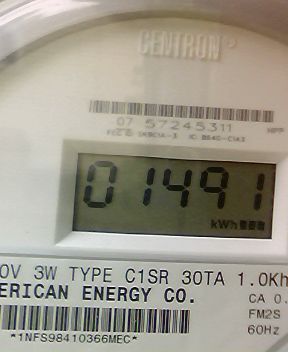 CENTRON®
07 57245311
01491
kWh
0V 3W TYPE C1SR 30TA 1.0Kh
ERICAN ENERGY CO.
CA 0.
FM2S
60Hz
*1NFS98410366MEC*